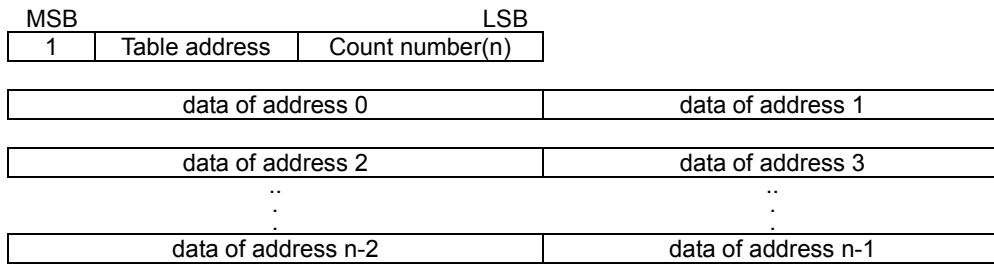 MSB LSB
1 Table address Count number(n)
data of address 0 data of address 1
data of address 2 data of address 3
.. ..
. .
. .
data of address n-2 data of address n-1